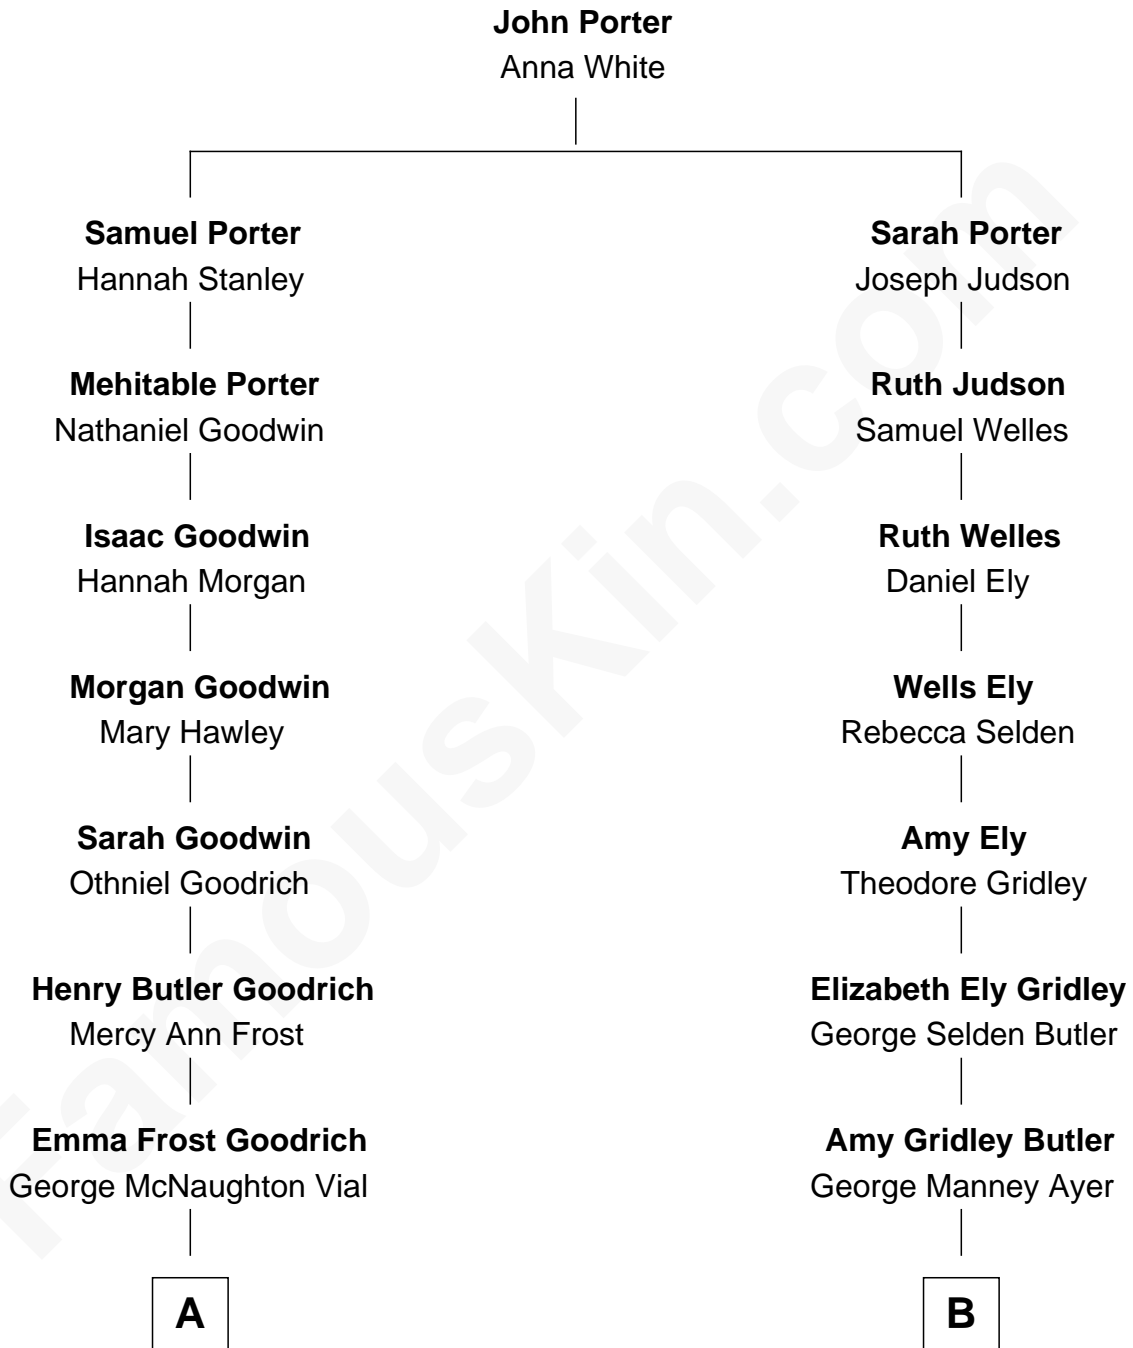 John Porter
Anna White
Samuel Porter
Hannah Stanley
Mehitable Porter
Nathaniel Goodwin
Isaac Goodwin
Hannah Morgan
Morgan Goodwin
Mary Hawley
Sarah Goodwin
Othniel Goodrich
Henry Butler Goodrich
Mercy Ann Frost
Emma Frost Goodrich
George McNaughton Vial
A
Sarah Porter
Joseph Judson
Ruth Judson
Samuel Welles
Ruth Welles
Daniel Ely
Wells Ely
Rebecca Selden
Amy Ely
Theodore Gridley
Elizabeth Ely Gridley
George Selden Butler
Amy Gridley Butler
George Manney Ayer
B
FamousKin.com